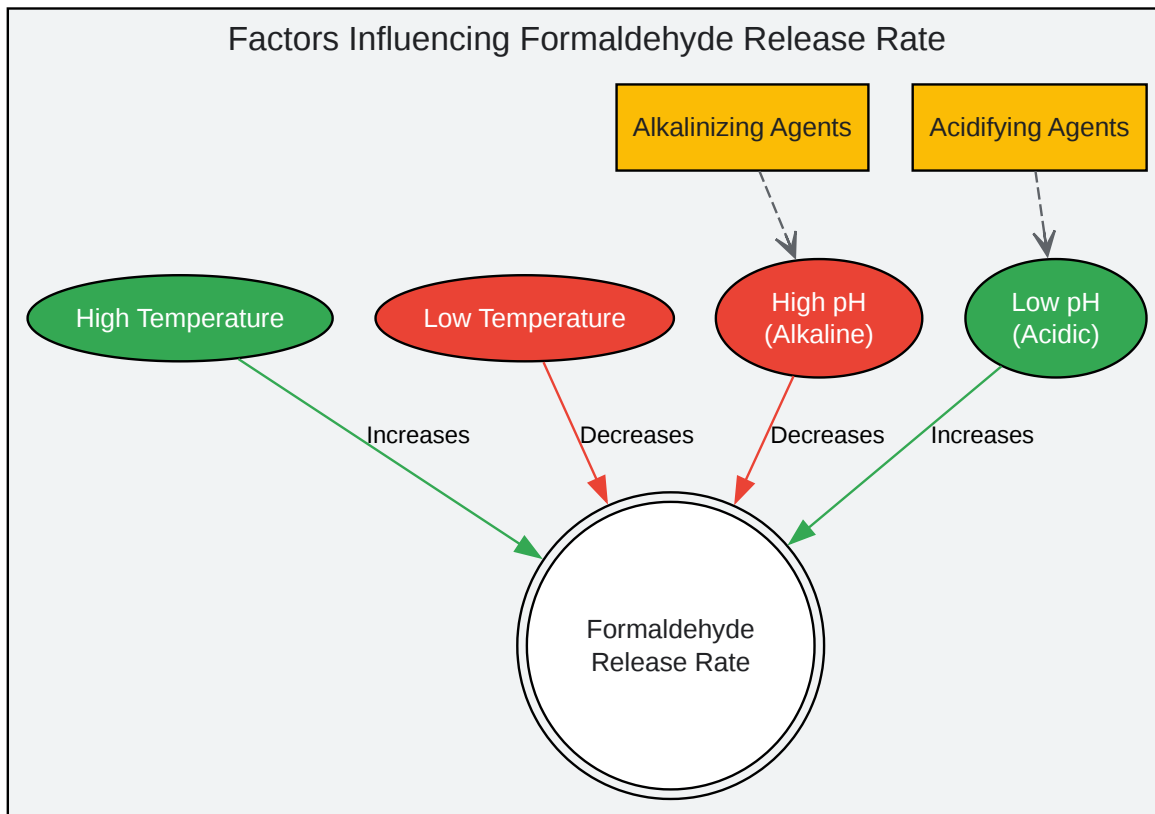 Factors Influencing Formaldehyde Release Rate
Alkalinizing Agents
Acidifying Agents
High Temperature
Low Temperature
High pH
(Alkaline)
Low pH
(Acidic)
Increases
Decreases
Decreases
Increases
Formaldehyde
Release Rate